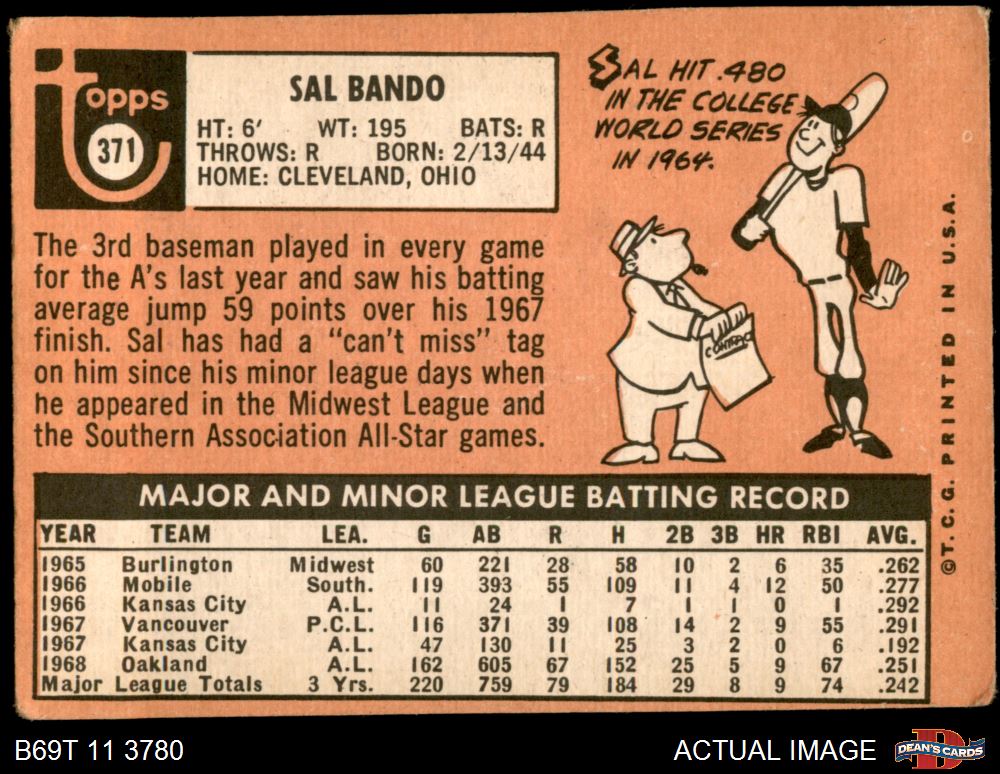 topps
371
SAL BANDO
HT: 6' WT: 195 BATS: R
THROWS: R BORN: 2/13/44
HOME: CLEVELAND, OHIO
SAL HIT .480
IN THE COLLEGE
WORLD SERIES
IN 1964.
CONTRACT
The 3rd baseman played in every game
for the A's last year and saw his batting
average jump 59 points over his 1967
finish. Sal has had a "can't miss" tag
on him since his minor league days when
he appeared in the Midwest League and
the Southern Association All-Star games.
MAJOR AND MINOR LEAGUE BATTING RECORD
YEAR TEAM LEA. G AB R H 2B 3B HR RBI AVG.
1965 Burlington Midwest 60 221 28 58 10 2 6 35 .262
1966 Mobile South. 119 393 55 109 11 4 12 50 .277
1966 Kansas City A.L. 11 24 1 7 1 1 0 1 .292
1967 Vancouver P.C.L. 116 371 39 108 14 2 9 55 .291
1967 Kansas City A.L. 47 130 11 25 3 2 0 6 .192
1968 Oakland A.L. 162 605 67 152 25 5 9 67 .251
Major League Totals 3 Yrs. 220 759 79 184 29 8 9 74 .242
©T. C. G. PRINTED IN U.S.A.
B69T 11 3780
ACTUAL IMAGE
D
DEAN'S CARDS